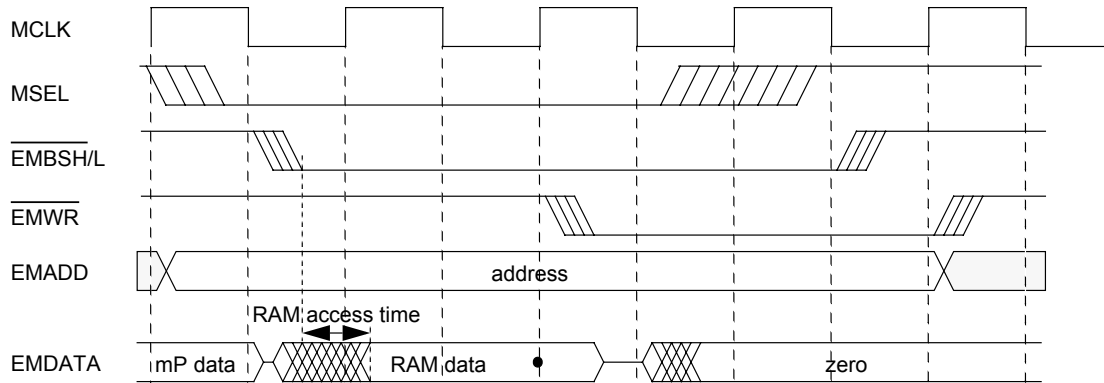 MCLK
MSEL
EMBSH/L
EMWR
EMADD
address
RAM access time
EMDATA
mP data
RAM data
zero